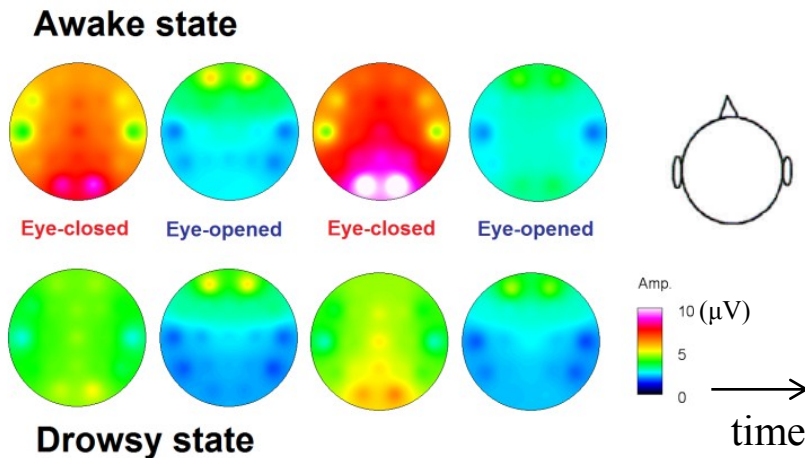 Awake state
Eye-closed Eye-opened Eye-closed Eye-opened
Amp.
10 (μV)
5
0
time
Drowsy state